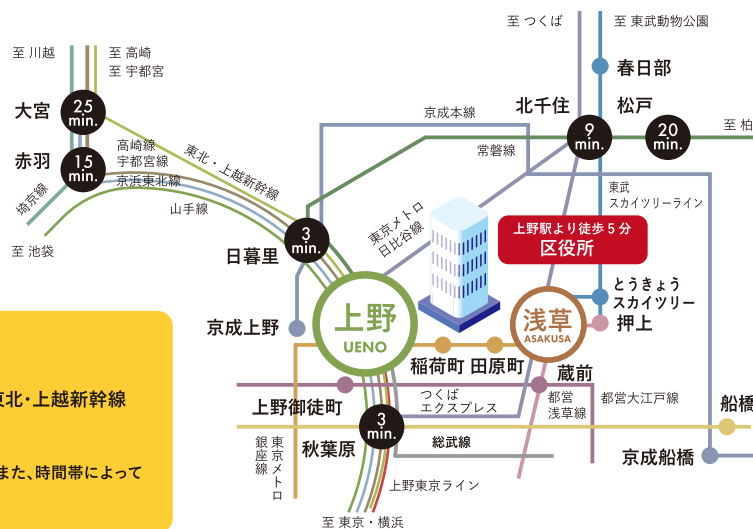 至 つくば
至 東武動物公園
至 川越
至 高崎
至 宇都宮
春日部
大宮
25
min.
北千住
松戸
京成本線
9
min.
20
min.
至 柏
赤羽
15
min.
高崎線
宇都宮線
京浜東北線
東北・上越新幹線
常磐線
埼京線
山手線
東武
スカイツリーライン
東京メトロ
日比谷線
上野駅より徒歩5分
区役所
至 池袋
3
min.
日暮里
とうきょう
スカイツリー
押上
京成上野
上野
UENO
浅草
ASAKUSA
稲荷町
田原町
蔵前
東北・上越新幹線
上野御徒町
つくば
エクスプレス
都営
浅草線
都営大江戸線
船橋
3
min.
秋葉原
総武線
京成船橋
また、時間帯によって
東京メトロ
銀座線
上野東京ライン
至 東京・横浜